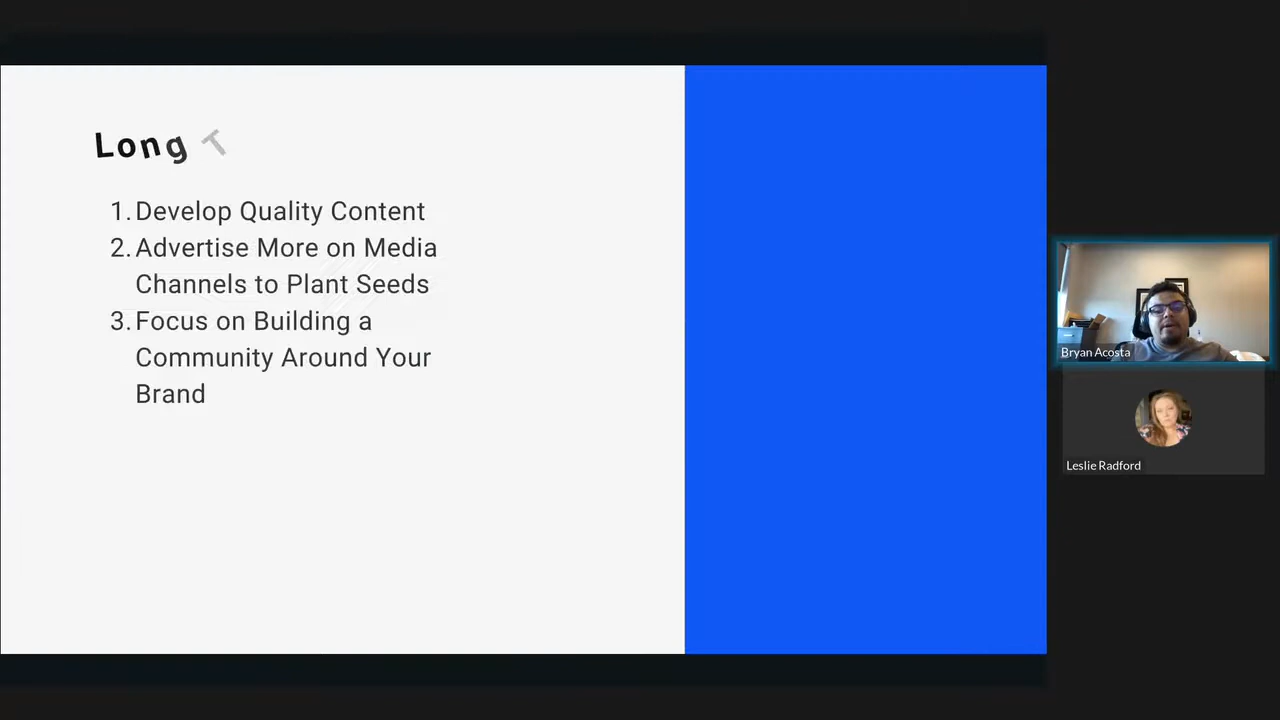 Long T
1. Develop Quality Content
2. Advertise More on Media
Channels to Plant Seeds
3. Focus on Building a
Community Around Your
Brand
Bryan Acosta
Leslie Radford